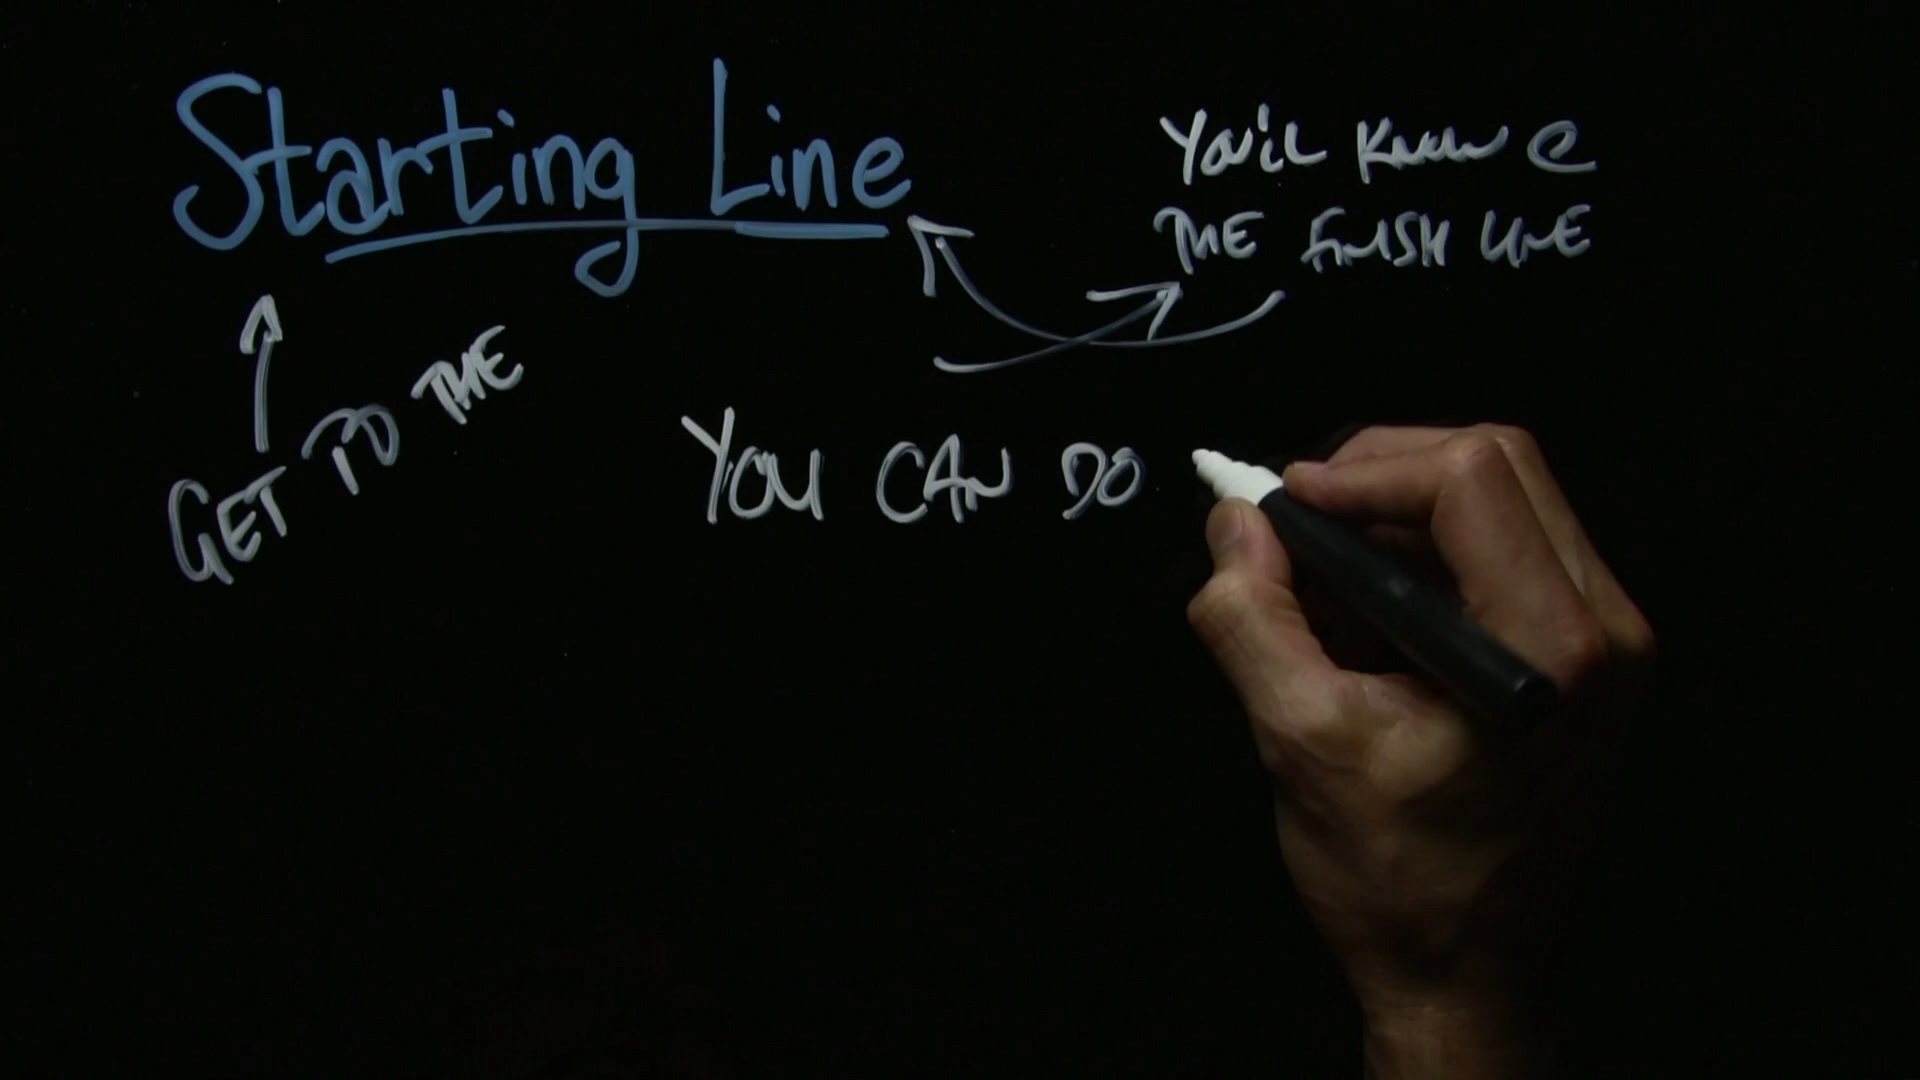 Starting Line
YOU'LL KNOW @
THE FINISH LINE
GET TO THE
YOU CAN DO